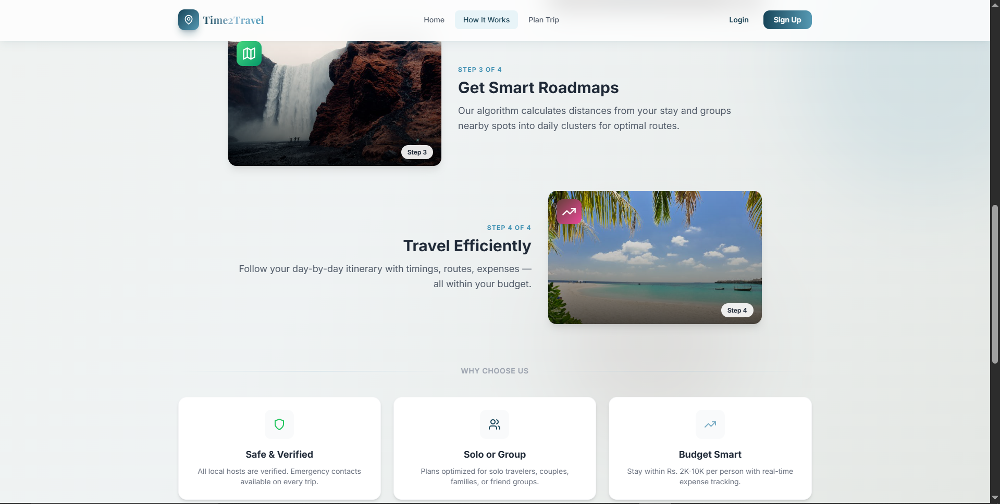 Time2Travel
Home
How It Works
Plan Trip
Login
Sign Up
STEP 3 OF 4
Get Smart Roadmaps
Our algorithm calculates distances from your stay and groups
nearby spots into daily clusters for optimal routes.
Step 3
STEP 4 OF 4
Travel Efficiently
Follow your day-by-day itinerary with timings, routes, expenses —
all within your budget.
Step 4
WHY CHOOSE US
Safe & Verified
All local hosts are verified. Emergency contacts
available on every trip.
Solo or Group
Plans optimized for solo travelers, couples,
families, or friend groups.
Budget Smart
Stay within Rs. 2K-10K per person with real-time
expense tracking.